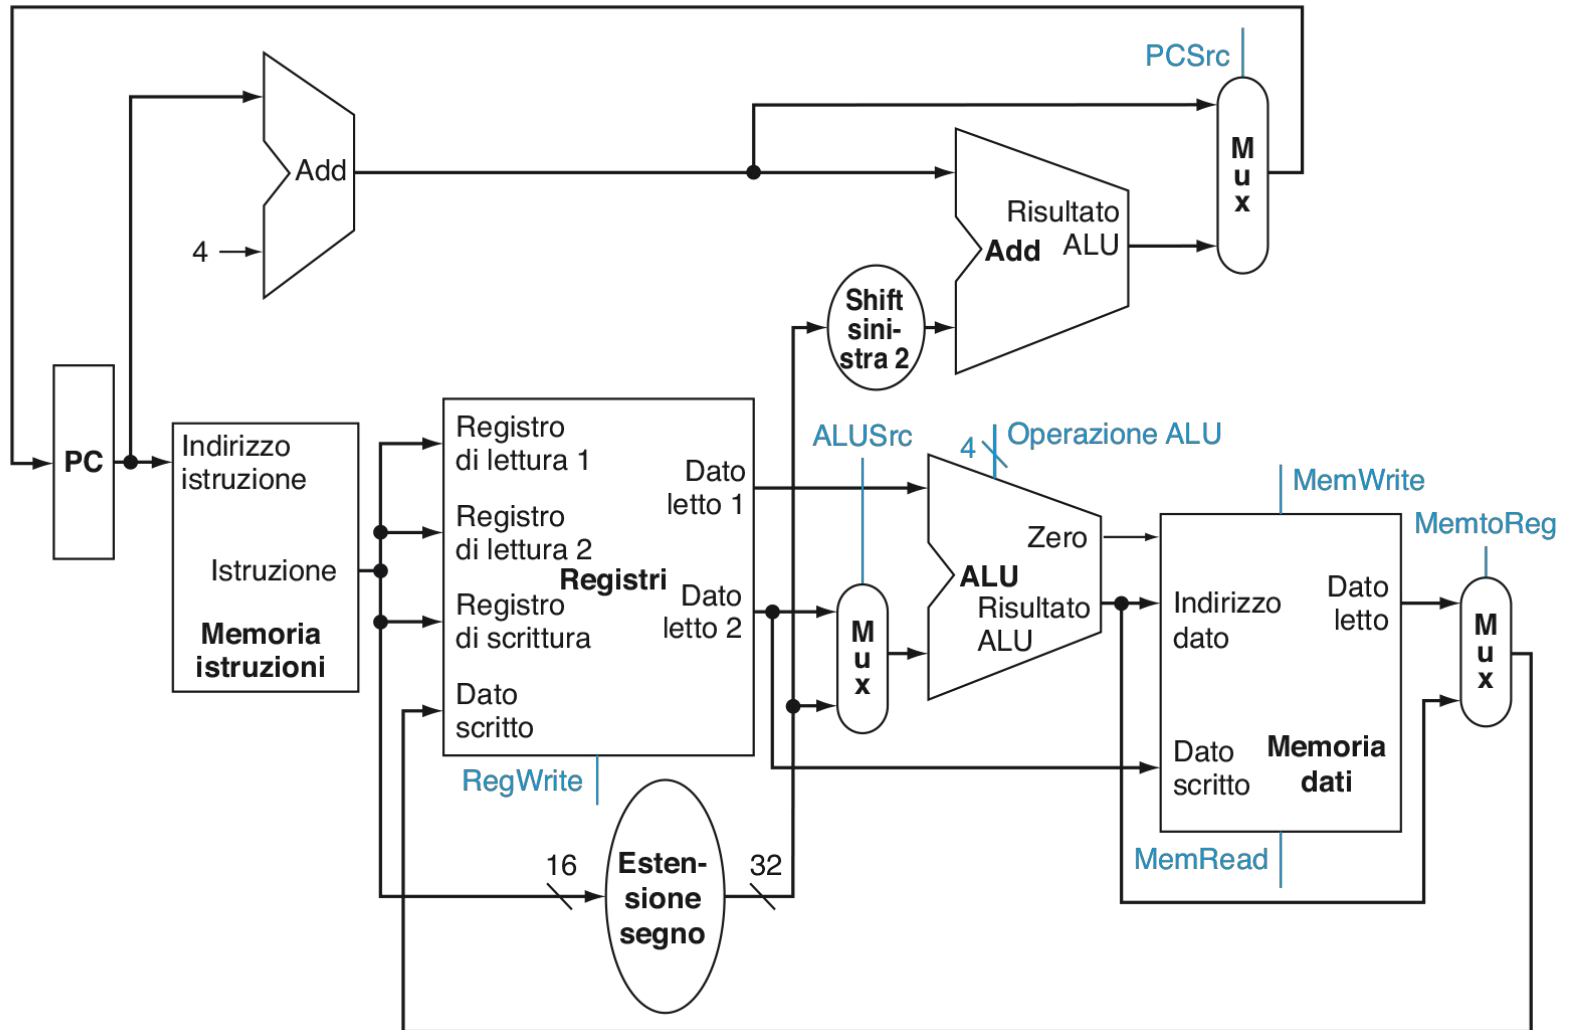 PCSrc
M
u
x
Add
4
Risultato
ALU
Add
Shift
sini-
stra 2
PC
Indirizzo
istruzione
Istruzione
Memoria
istruzioni
Registro
di lettura 1
Registro
di lettura 2
Registri
Registro
di scrittura
Dato
scritto
Dato
letto 1
Dato
letto 2
RegWrite
16
Esten-
sione
segno
32
ALUSrc
M
u
x
4
Operazione ALU
Zero
ALU
Risultato
ALU
MemWrite
Indirizzo
dato
Dato
letto
Dato
scritto
Memoria
dati
MemRead
MemtoReg
M
u
x